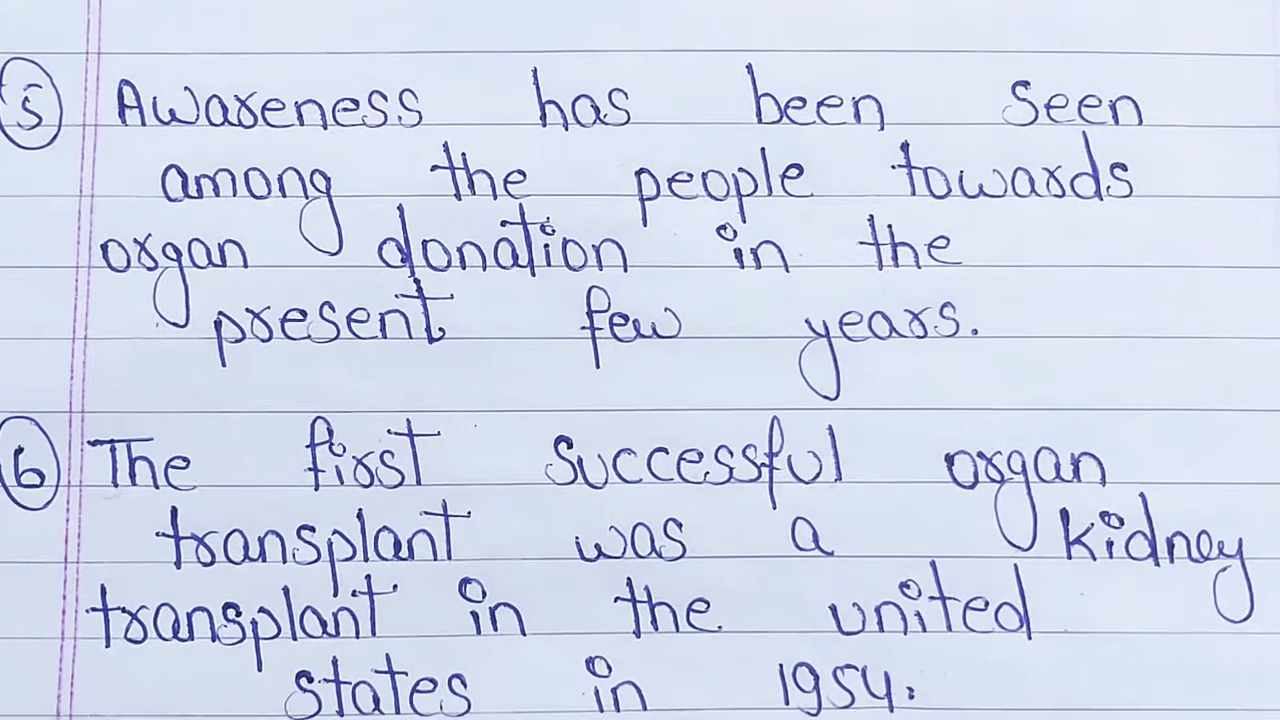 5 Awareness has been seen
among the people towards
organ donation in the
present few years.
6 The first successful organ
transplant was a kidney
transplant in the united
states in 1954.